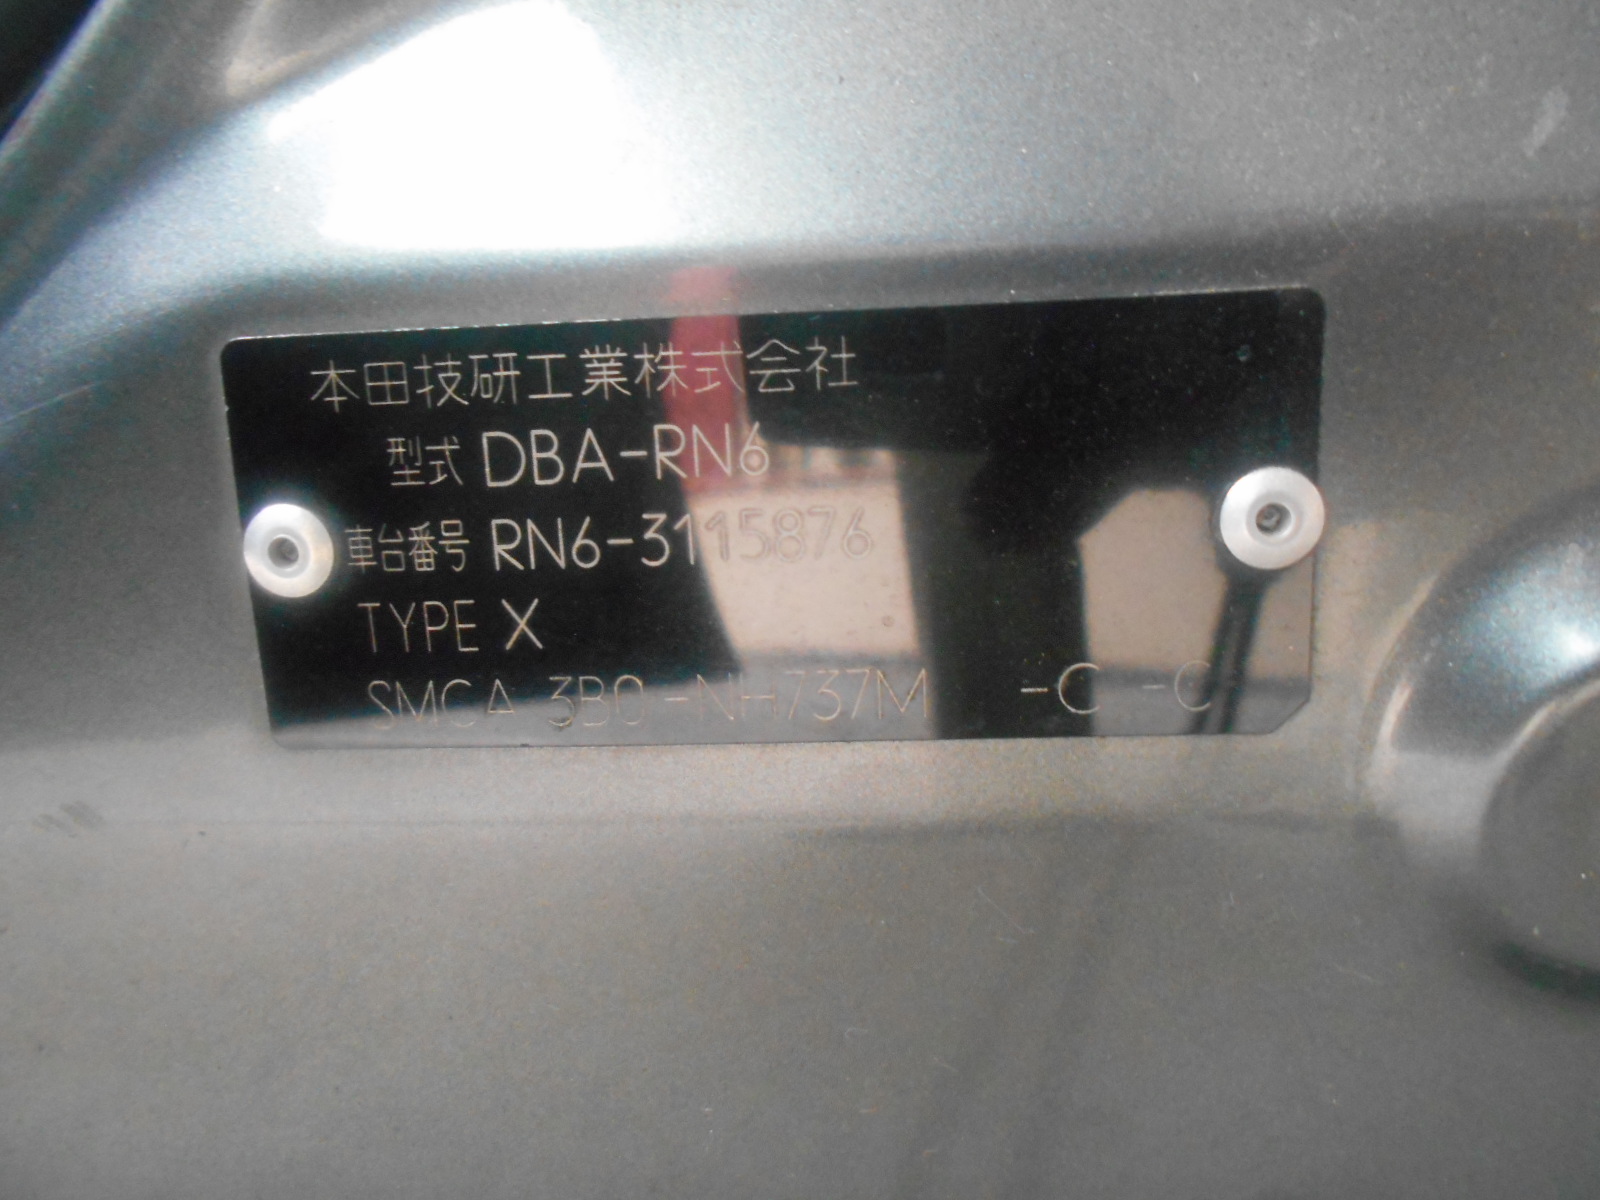 本田技研工業株式会社
型式 DBA-RN6
車台番号 RN6-3115876
TYPE X
SMCA 3B0 -NH737M -C -C